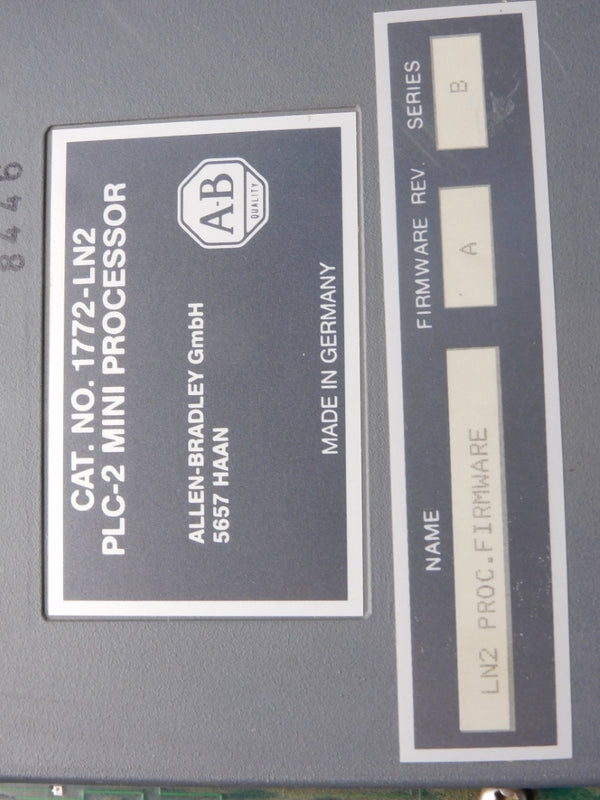 8446
CAT. NO. 1772-LN2
PLC-2 MINI PROCESSOR
ALLEN-BRADLEY GmbH
5657 HAAN
A-B
QUALITY
MADE IN GERMANY
NAME
FIRMWARE REV.
SERIES
LN2 PROC.FIRMWARE
A
B